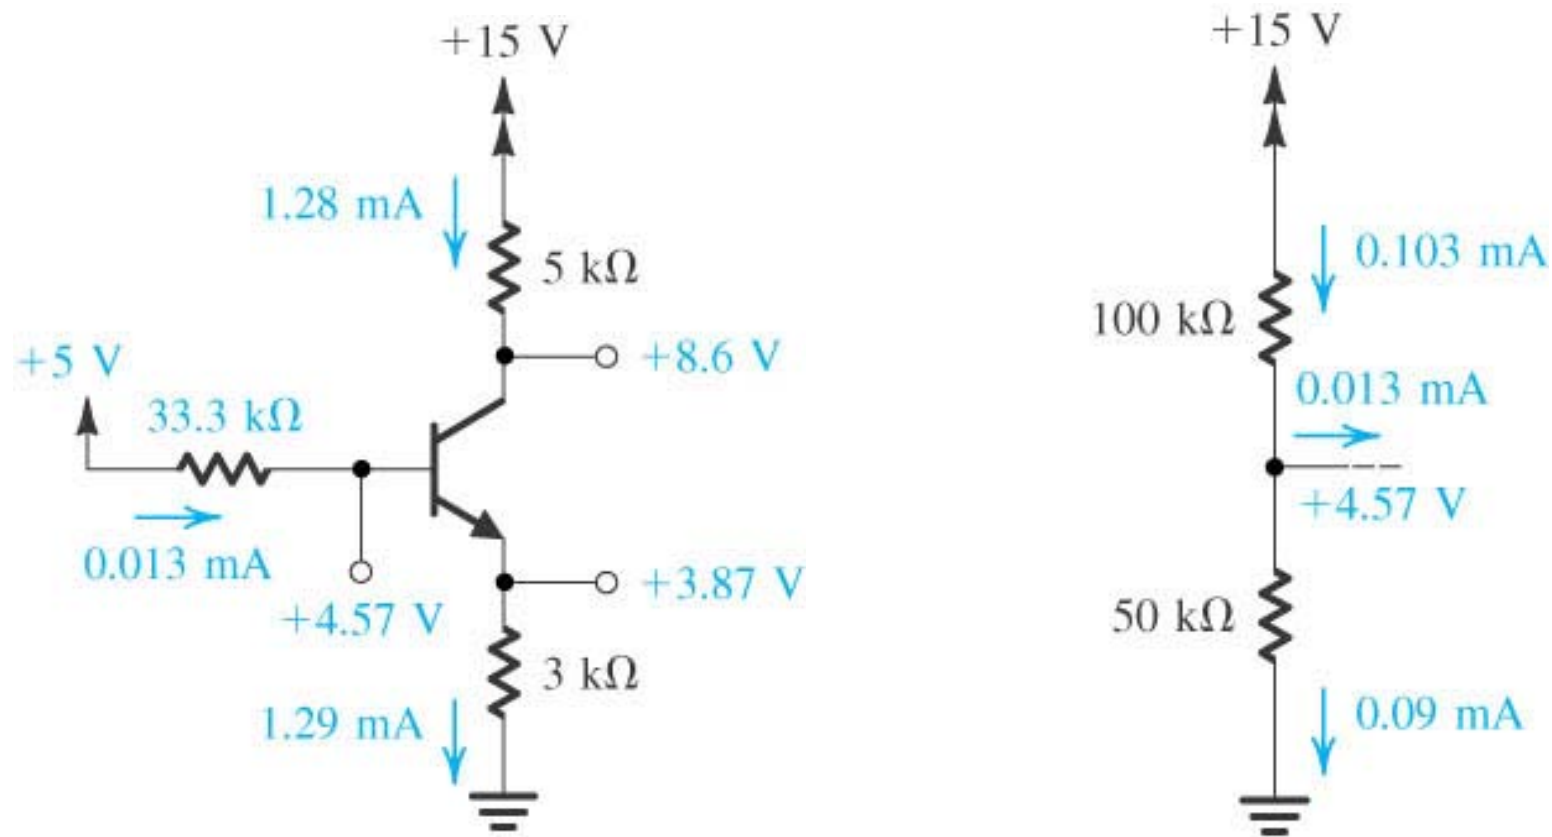 +15 V
1.28 mA
5 kΩ
+8.6 V
+5 V
33.3 kΩ
0.013 mA
+4.57 V
+3.87 V
3 kΩ
1.29 mA
+15 V
0.103 mA
100 kΩ
0.013 mA
+4.57 V
50 kΩ
0.09 mA